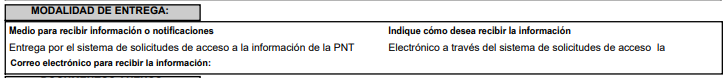 MODALIDAD DE ENTREGA:
Medio para recibir información o notificaciones
Indique cómo desea recibir la información
Entrega por el sistema de solicitudes de acceso a la información de la PNT
Electrónico a través del sistema de solicitudes de acceso la
Correo electrónico para recibir la información: